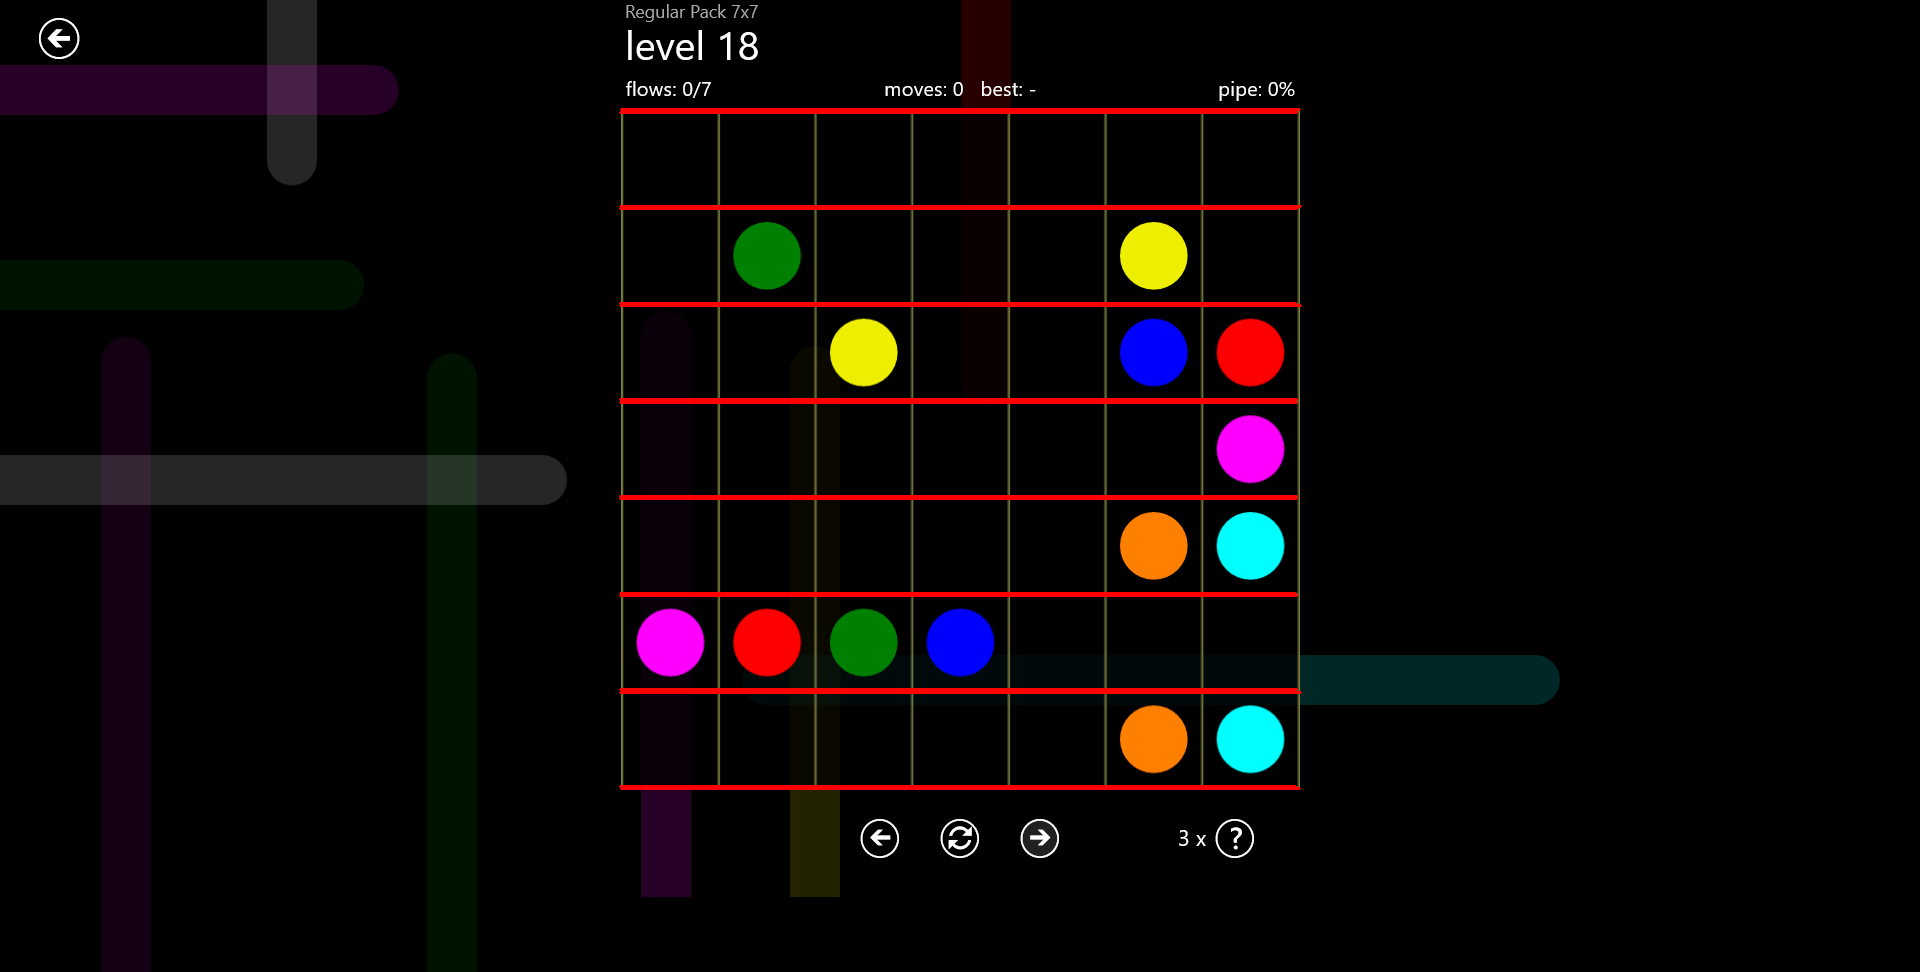 Regular Pack 7x7
level 18
flows: 0/7 moves: 0 best: - pipe: 0%
3 x ?